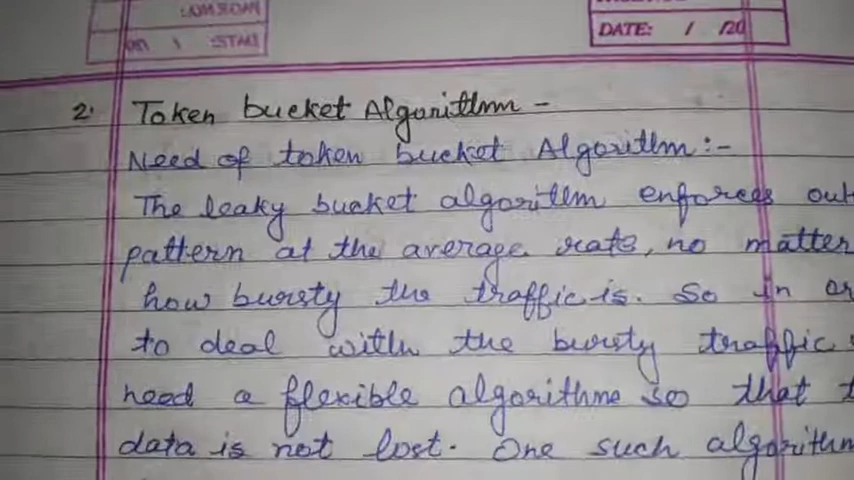 DATE: / /20
2. Token bucket Algorithm -
Need of token bucket Algorithm :-
The leaky bucket algorithm enforces out
pattern at the average rate, no matter
how bursty the traffic is. So in or
to deal with the bursty traffic
need a flexible algorithme so that t
data is not lost. One such algorithm